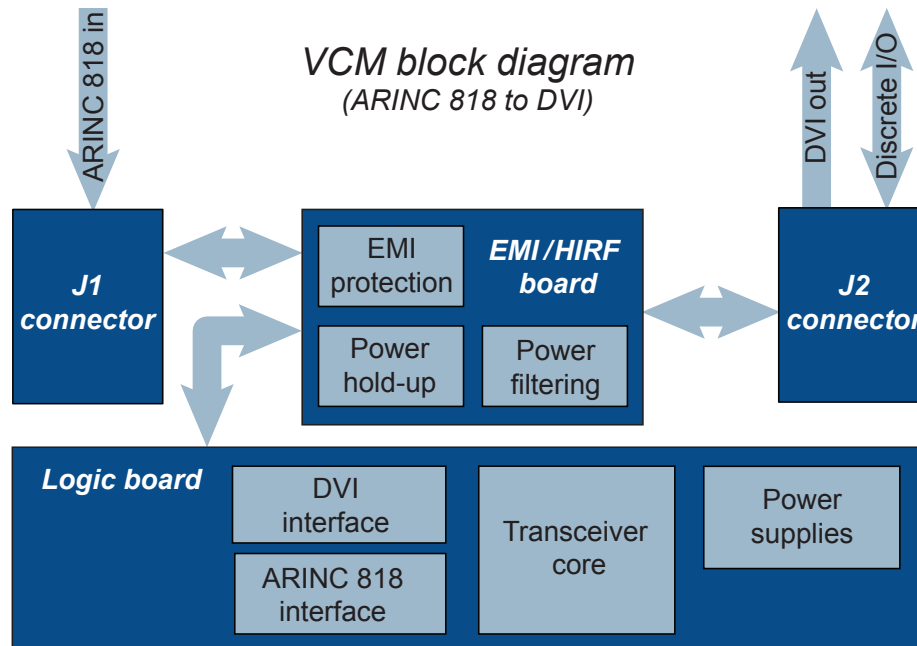 VCM block diagram
(ARINC 818 to DVI)
ARINC 818 in
DVI out
Discrete I/O
J1
connector
EMI
protection
EMI/HIRF
board
Power
hold-up
Power
filtering
J2
connector
Logic board
DVI
interface
ARINC 818
interface
Transceiver
core
Power
supplies